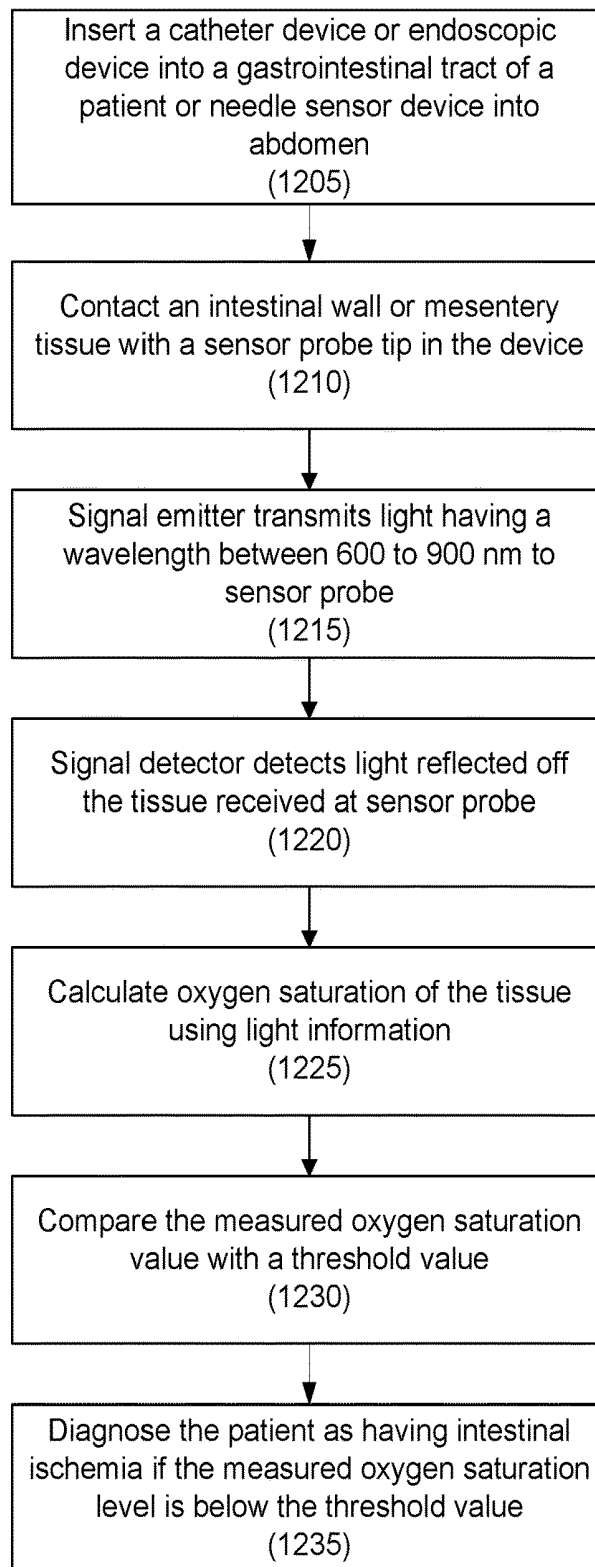 Insert a catheter device or endoscopic
device into a gastrointestinal tract of a
patient or needle sensor device into
abdomen
(1205)
Contact an intestinal wall or mesentery
tissue with a sensor probe tip in the device
(1210)
Signal emitter transmits light having a
wavelength between 600 to 900 nm to
sensor probe
(1215)
Signal detector detects light reflected off
the tissue received at sensor probe
(1220)
Calculate oxygen saturation of the tissue
using light information
(1225)
Compare the measured oxygen saturation
value with a threshold value
(1230)
Diagnose the patient as having intestinal
ischemia if the measured oxygen saturation
level is below the threshold value
(1235)